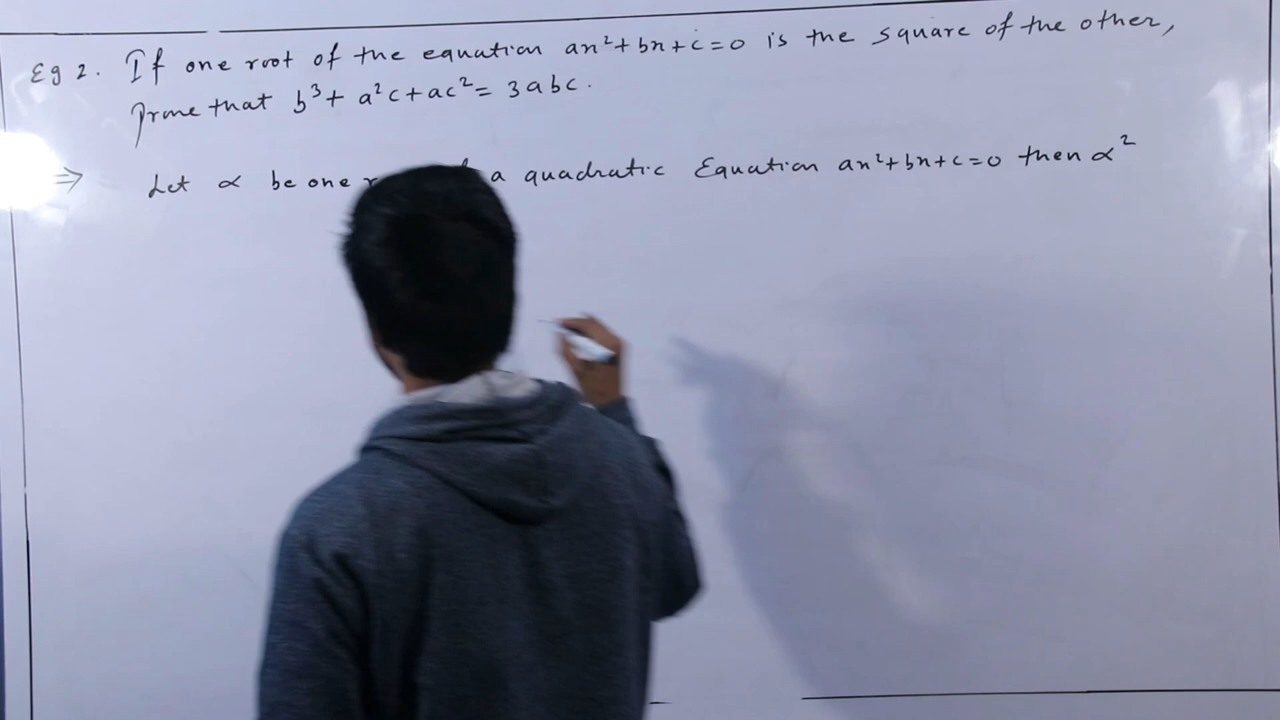 Eg 2. If one root of the equation ax²+bx+c=0 is the square of the other,
Prove that b³+ a²c+ac²= 3abc.
⇒ Let α be one a quadratic Equation ax²+bx+c=0 then α²